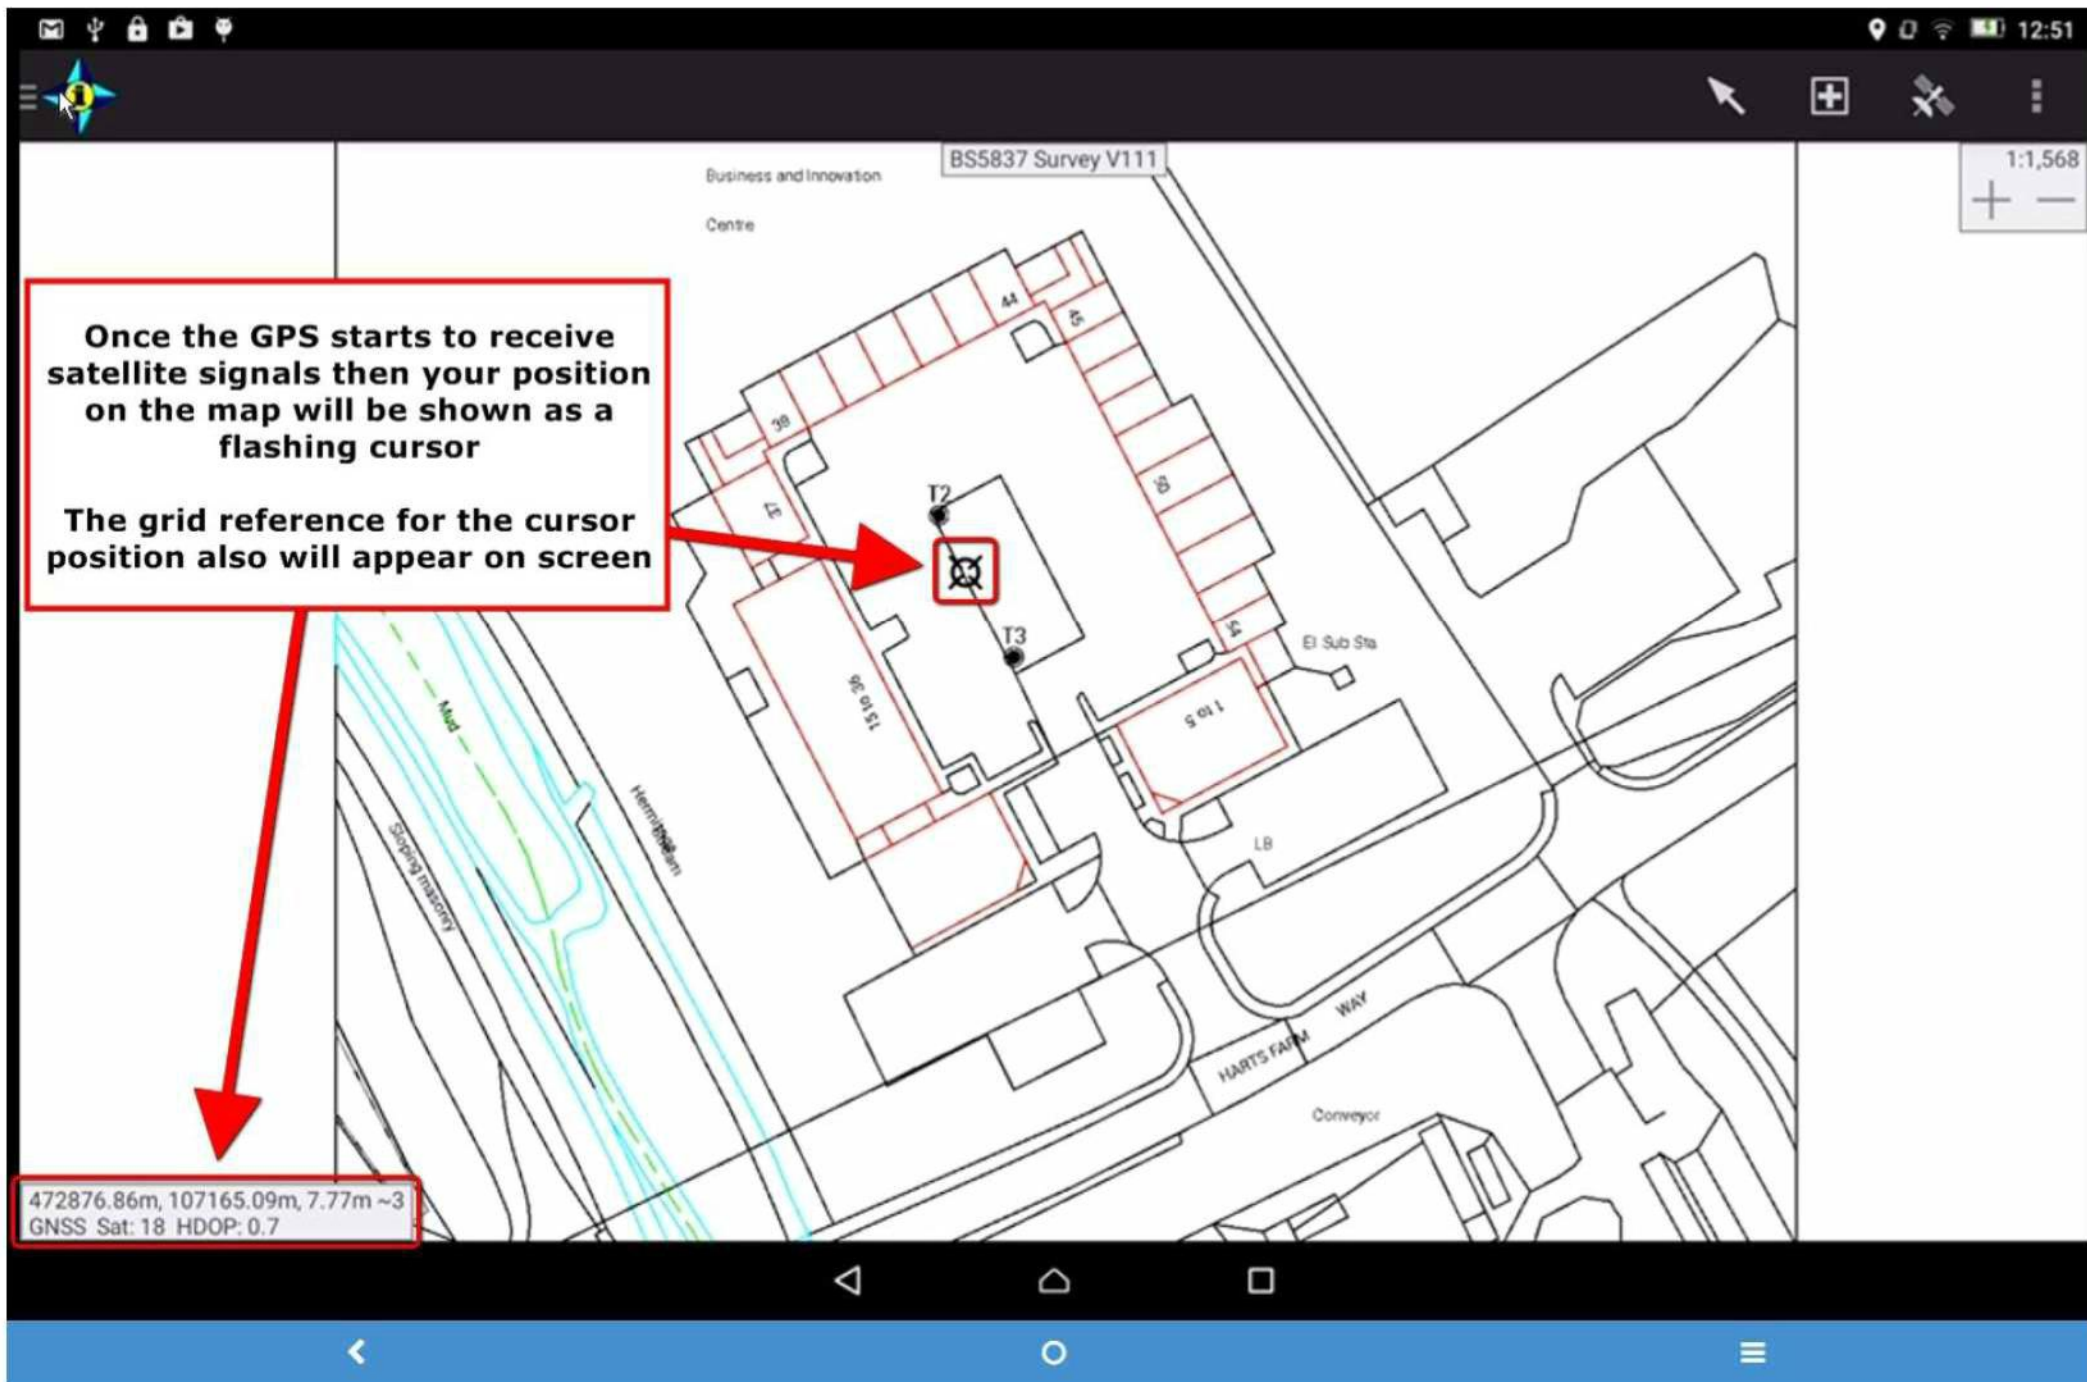 12:51
BS5837 Survey V111
1:1,568
Business and Innovation
Centre
Once the GPS starts to receive
satellite signals then your position
on the map will be shown as a
flashing cursor
The grid reference for the cursor
position also will appear on screen
44
45
38
37
50
T2
T3
54
El Sub Sta
15 to 36
1 to 5
Mud
Sloping masonry
LB
HARTS FARM WAY
Conveyor
472876.86m, 107165.09m, 7.77m ~3
GNSS Sat: 18 HDOP: 0.7